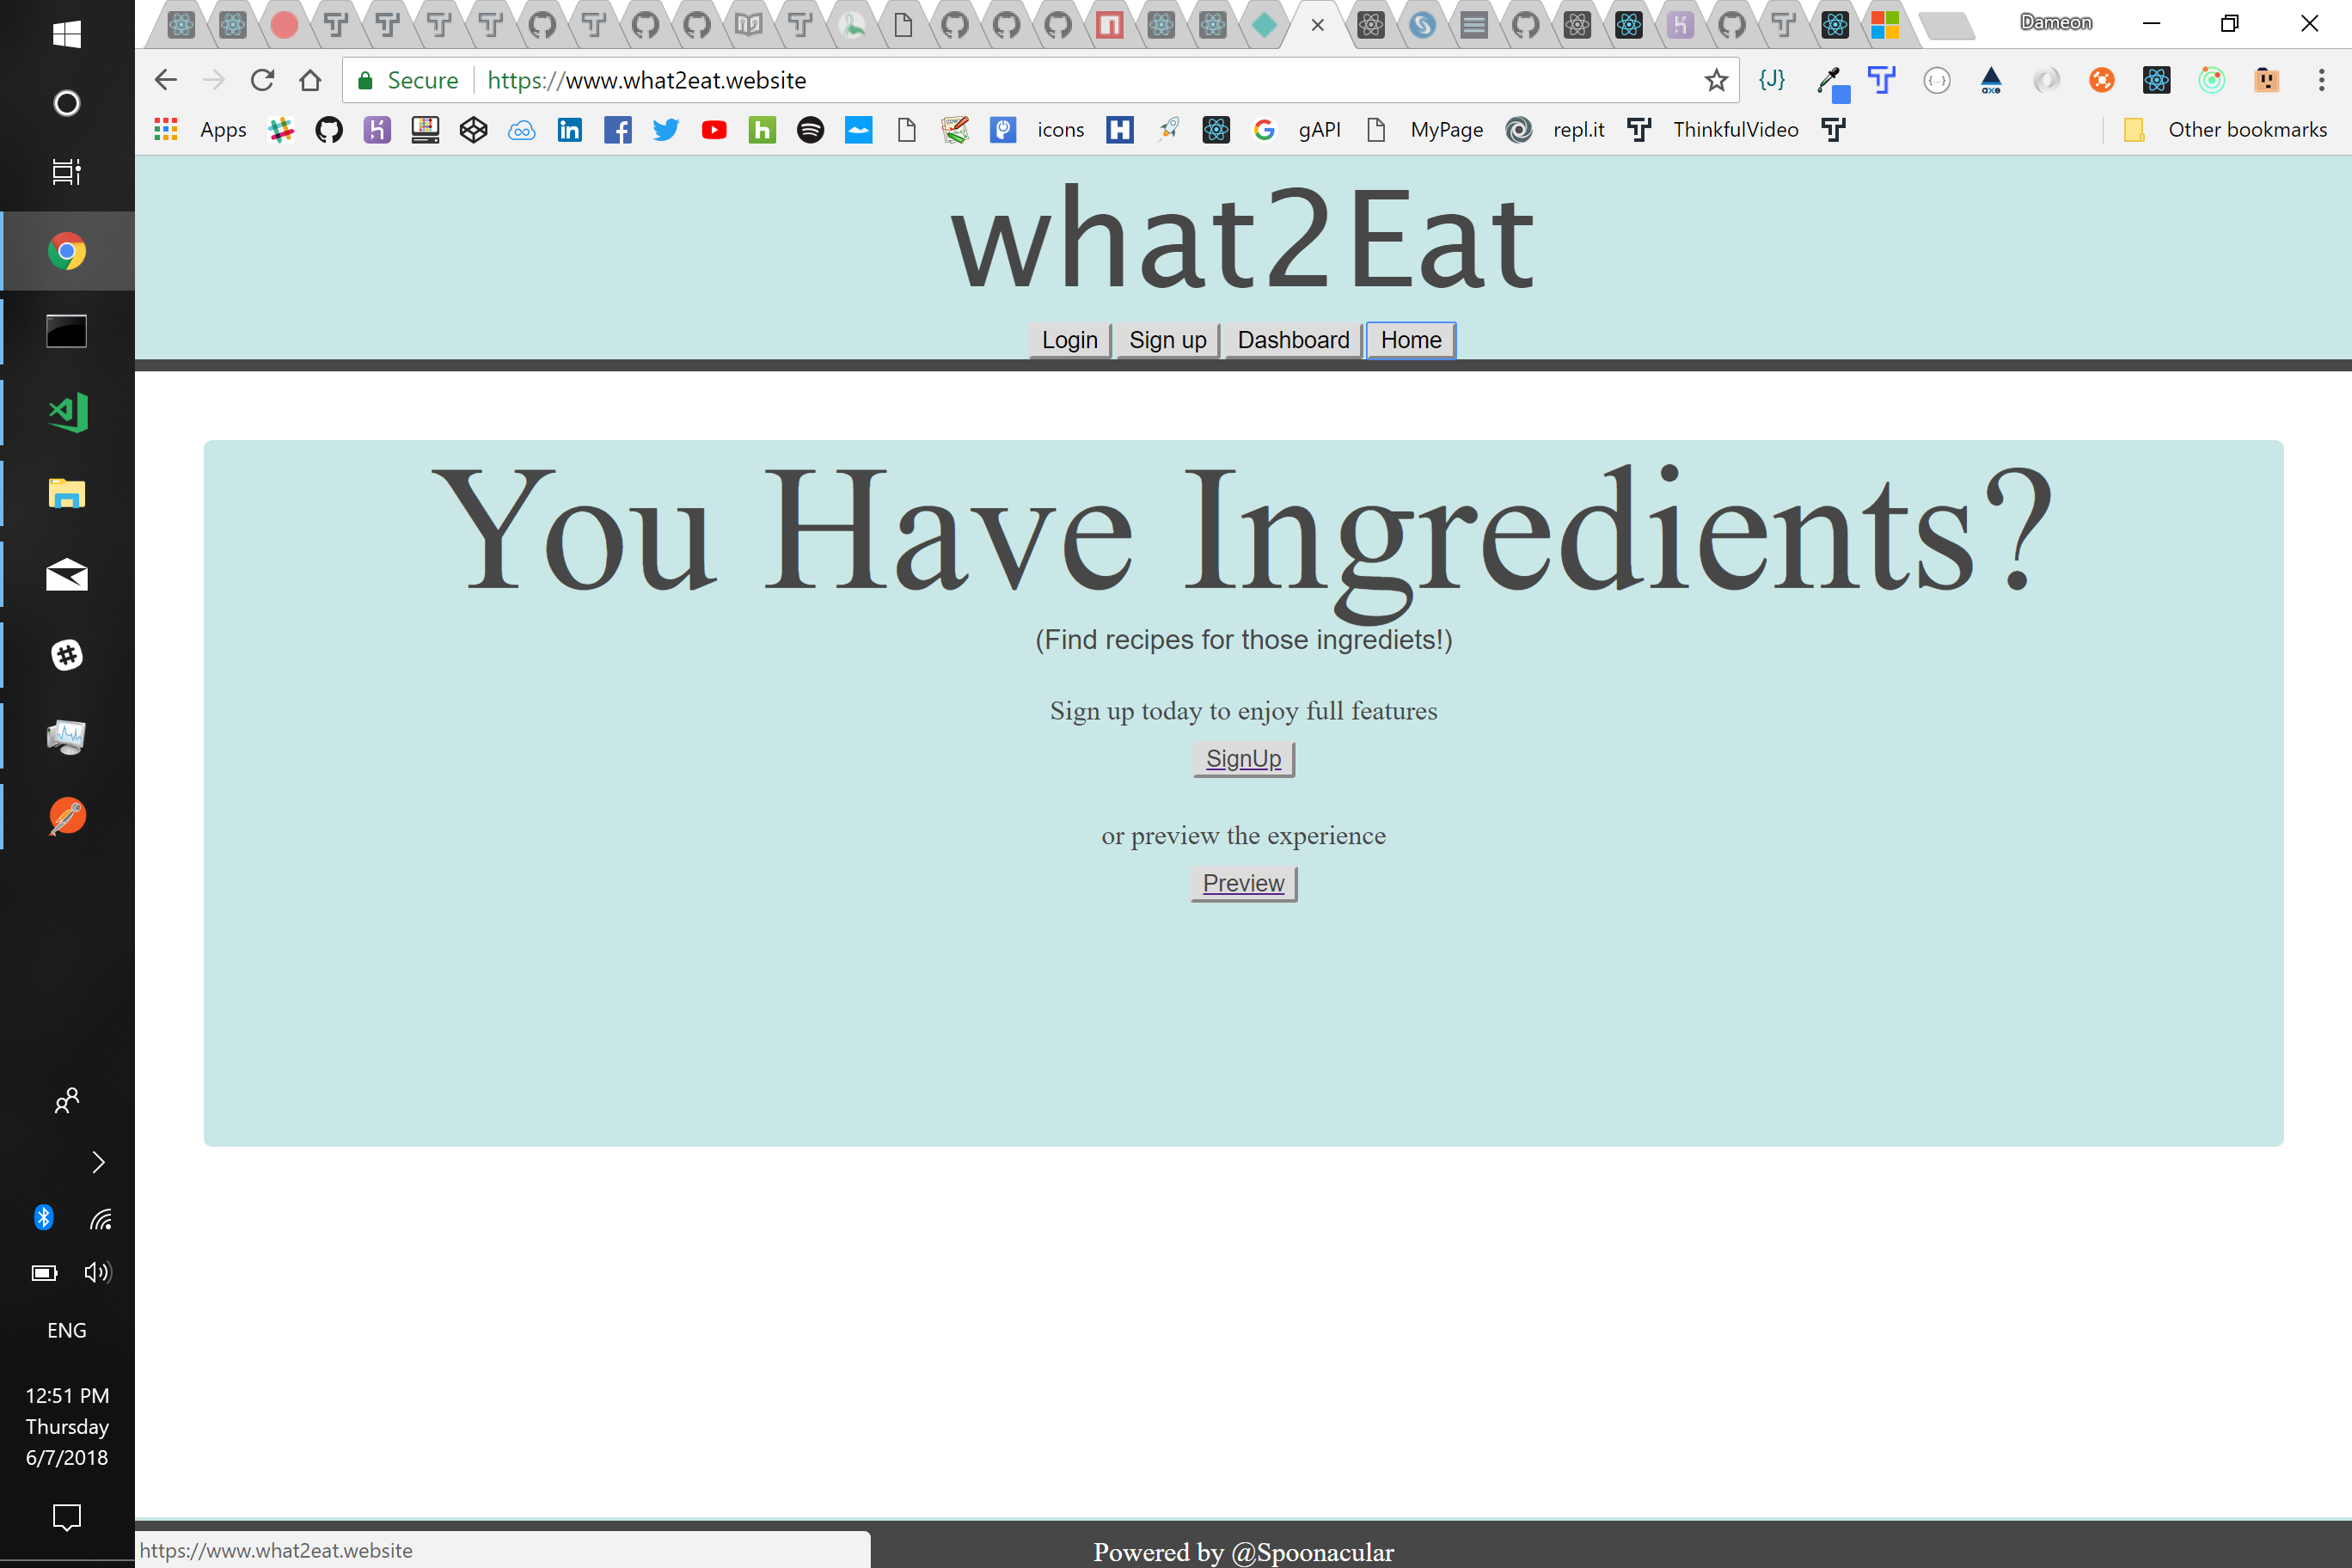 Dameon
Secure https://www.what2eat.website
{J}
axe
Apps icons gAPI MyPage repl.it ThinkfulVideo Other bookmarks
what2Eat
Login Sign up Dashboard Home
You Have Ingredients?
(Find recipes for those ingrediets!)
Sign up today to enjoy full features
SignUp
or preview the experience
Preview
ENG
12:51 PM
Thursday
6/7/2018
https://www.what2eat.website
Powered by @Spoonacular